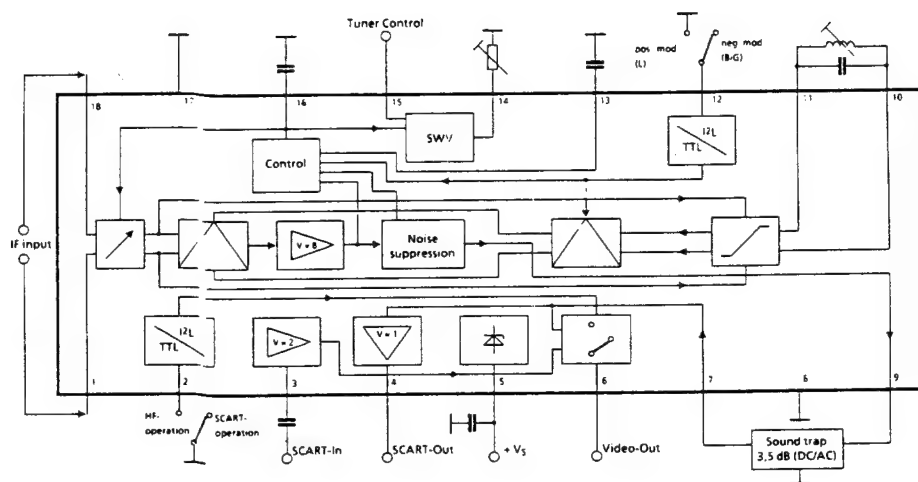 Tuner Control
pos. mod
(L)
neg. mod
(B/G)
18
17
16
15
14
13
12
11
10
SWV
I²L
TTL
Control
IF input
V = 8
Noise
suppression
I²L
TTL
V = 2
V = 1
1
2
3
4
5
6
7
8
9
HF-
operation
SCART-
operation
SCART-In
SCART-Out
+ VS
Video-Out
Sound trap
3,5 dB (DC/AC)